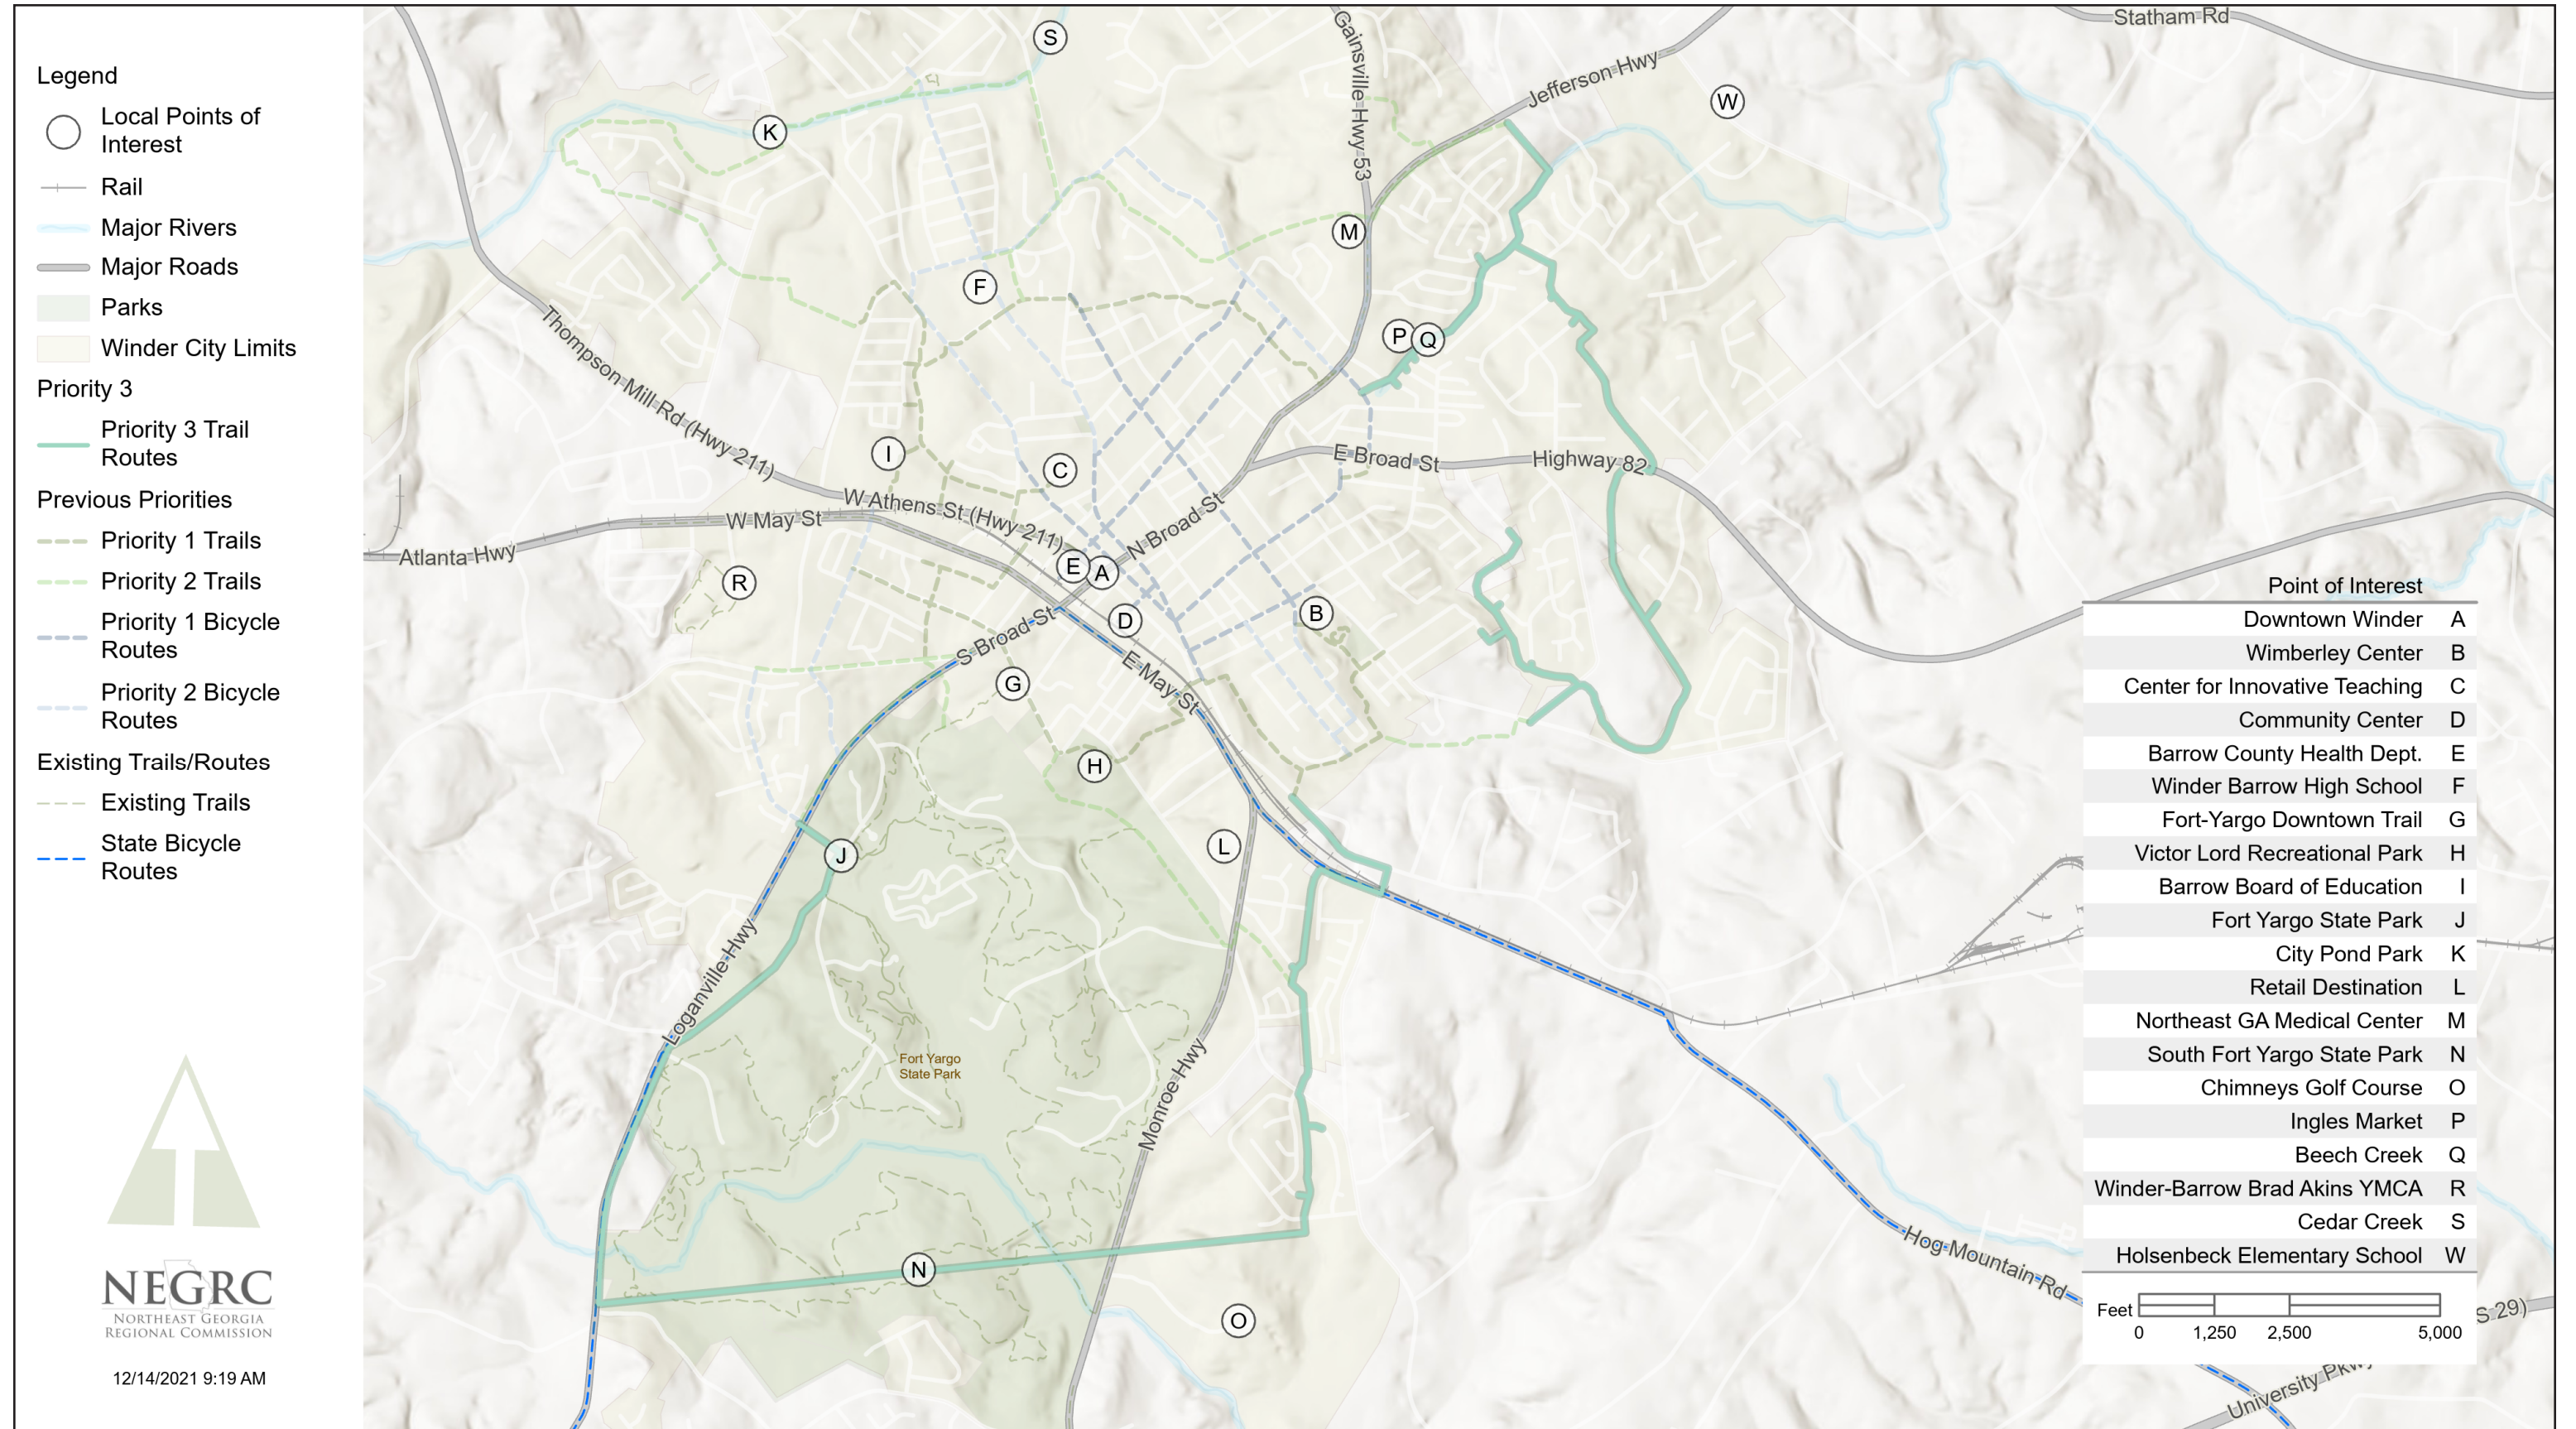 Legend
Local Points of
Interest
Rail
Major Rivers
Major Roads
Parks
Winder City Limits
Priority 3
Priority 3 Trail
Routes
Previous Priorities
Priority 1 Trails
Priority 2 Trails
Priority 1 Bicycle
Routes
Priority 2 Bicycle
Routes
Existing Trails/Routes
Existing Trails
State Bicycle
Routes
NEGRC
NORTHEAST GEORGIA
REGIONAL COMMISSION
12/14/2021 9:19 AM
Statham Rd
S
Gainsville Hwy 53
Jefferson Hwy
W
K
M
F
P
Q
Thompson Mill Rd (Hwy 211)
I
C
E Broad St
Highway 82
W Athens St (Hwy 211)
W May St
N Broad St
Atlanta Hwy
E
A
R
D
B
S Broad St
E May St
G
H
L
J
Loganville Hwy
Fort Yargo
State Park
Monroe Hwy
N
O
Hog Mountain Rd
S 29)
University Pkwy
Point of Interest
Downtown Winder A
Wimberley Center B
Center for Innovative Teaching C
Community Center D
Barrow County Health Dept. E
Winder Barrow High School F
Fort-Yargo Downtown Trail G
Victor Lord Recreational Park H
Barrow Board of Education I
Fort Yargo State Park J
City Pond Park K
Retail Destination L
Northeast GA Medical Center M
South Fort Yargo State Park N
Chimneys Golf Course O
Ingles Market P
Beech Creek Q
Winder-Barrow Brad Akins YMCA R
Cedar Creek S
Holsenbeck Elementary School W
Feet
0 1,250 2,500 5,000